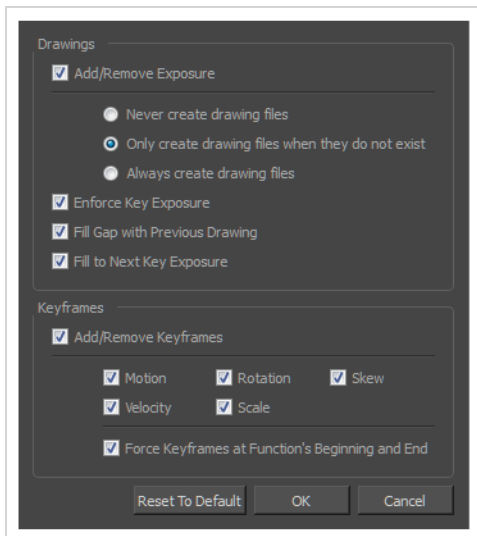 Drawings
Add/Remove Exposure
Never create drawing files
Only create drawing files when they do not exist
Always create drawing files
Enforce Key Exposure
Fill Gap with Previous Drawing
Fill to Next Key Exposure
Keyframes
Add/Remove Keyframes
Motion Rotation Skew
Velocity Scale
Force Keyframes at Function's Beginning and End
Reset To Default OK Cancel